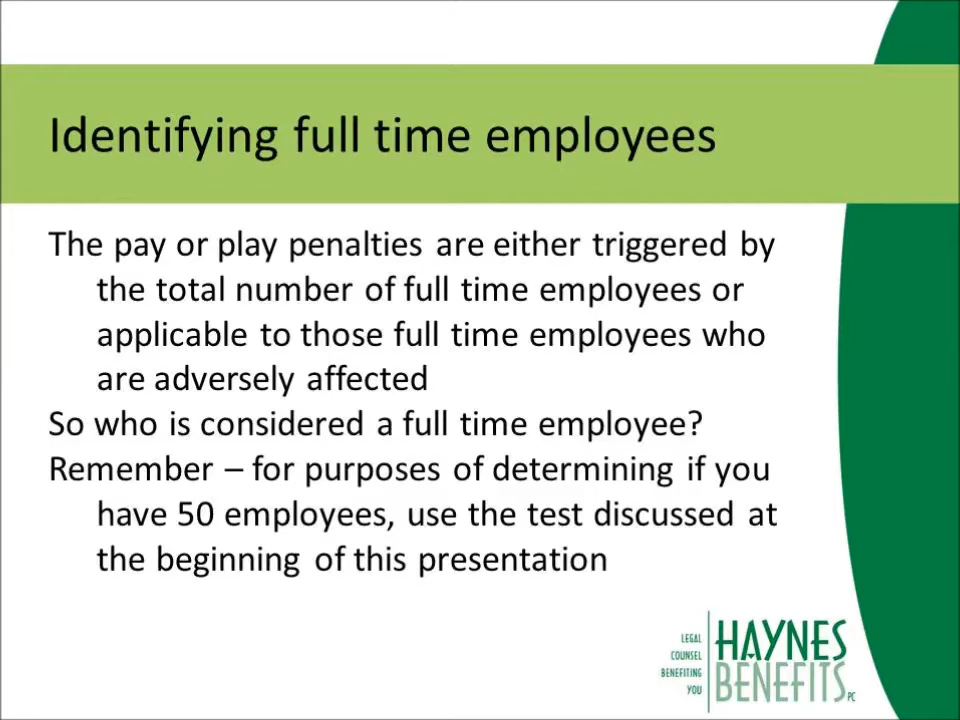 Identifying full time employees
The pay or play penalties are either triggered by
the total number of full time employees or
applicable to those full time employees who
are adversely affected
So who is considered a full time employee?
Remember – for purposes of determining if you
have 50 employees, use the test discussed at
the beginning of this presentation
LEGAL
COUNSEL
BENEFITING
YOU
HAYNES
BENEFITS PC